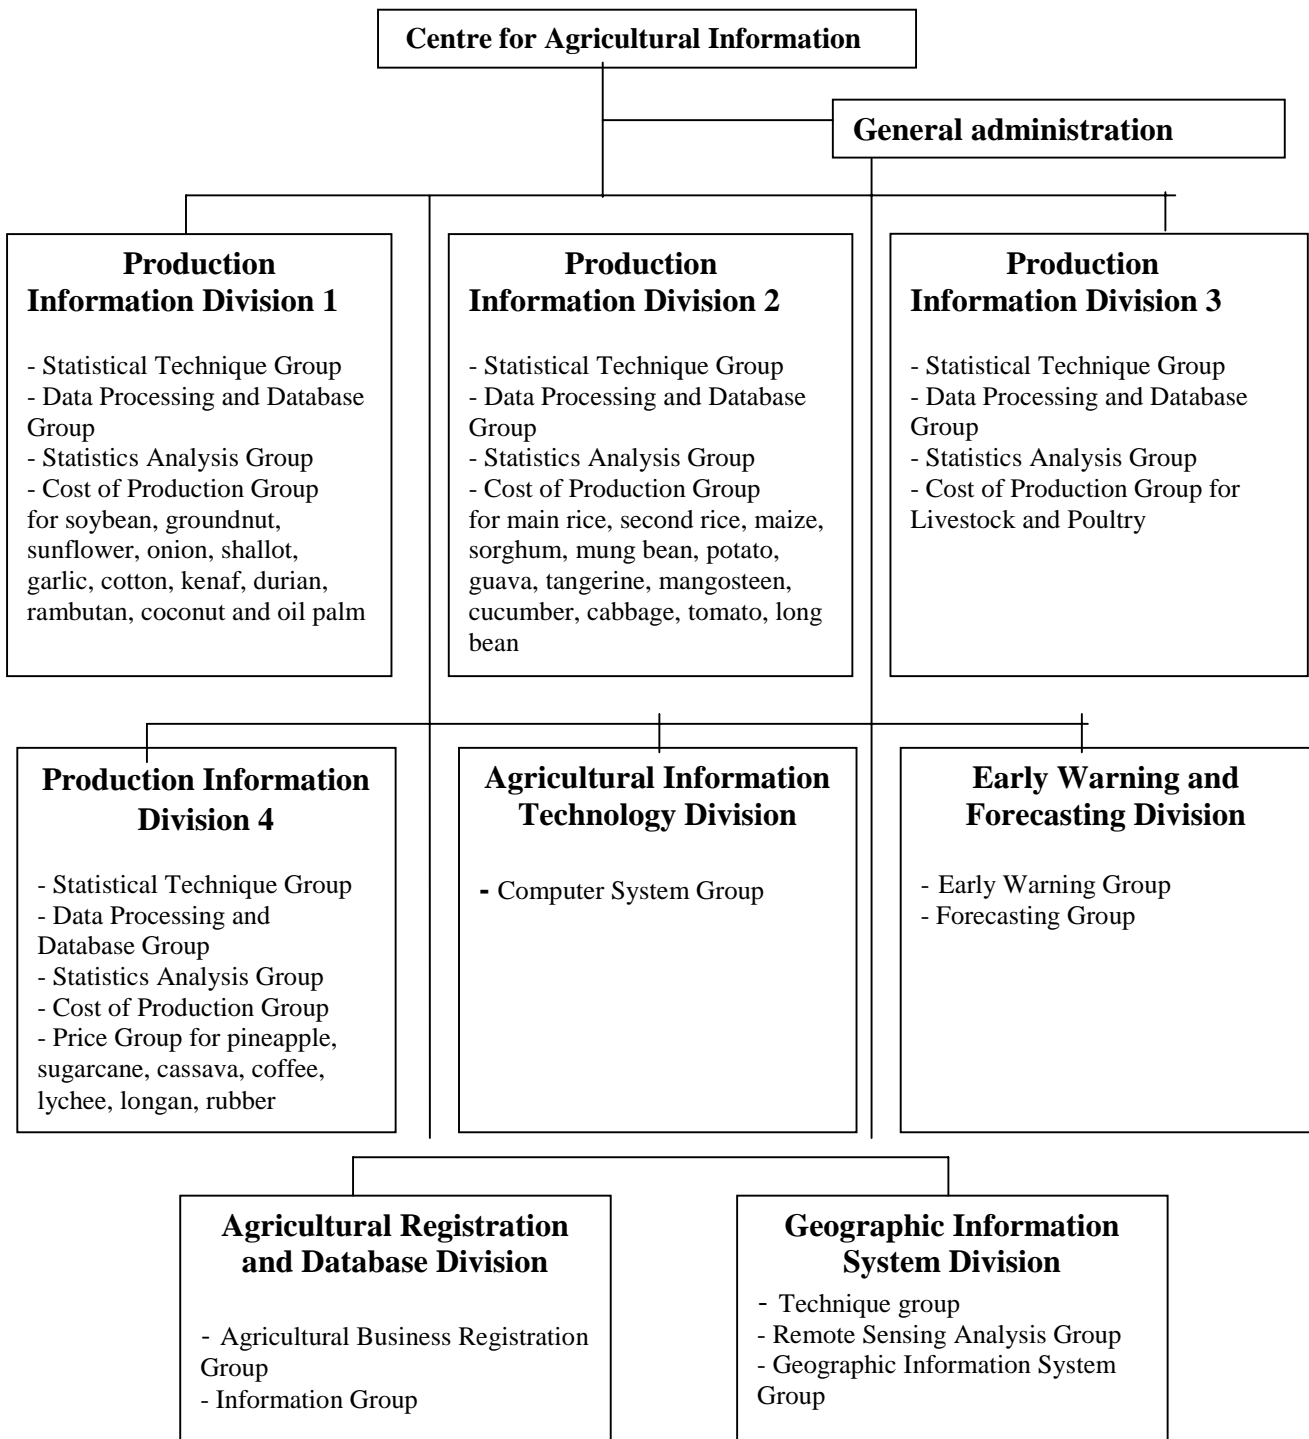 Centre for Agricultural Information
General administration
Production
Information Division 1
- Statistical Technique Group
- Data Processing and Database
Group
- Statistics Analysis Group
- Cost of Production Group
for soybean, groundnut,
sunflower, onion, shallot,
garlic, cotton, kenaf, durian,
rambutan, coconut and oil palm
Production
Information Division 2
- Statistical Technique Group
- Data Processing and Database
Group
- Statistics Analysis Group
- Cost of Production Group
for main rice, second rice, maize,
sorghum, mung bean, potato,
guava, tangerine, mangosteen,
cucumber, cabbage, tomato, long
bean
Production
Information Division 3
- Statistical Technique Group
- Data Processing and Database
Group
- Statistics Analysis Group
- Cost of Production Group for
Livestock and Poultry
Production Information
Division 4
- Statistical Technique Group
- Data Processing and
Database Group
- Statistics Analysis Group
- Cost of Production Group
- Price Group for pineapple,
sugarcane, cassava, coffee,
lychee, longan, rubber
Agricultural Information
Technology Division
- Computer System Group
Early Warning and
Forecasting Division
- Early Warning Group
- Forecasting Group
Agricultural Registration
and Database Division
- Agricultural Business Registration
Group
- Information Group
Geographic Information
System Division
- Technique group
- Remote Sensing Analysis Group
- Geographic Information System
Group